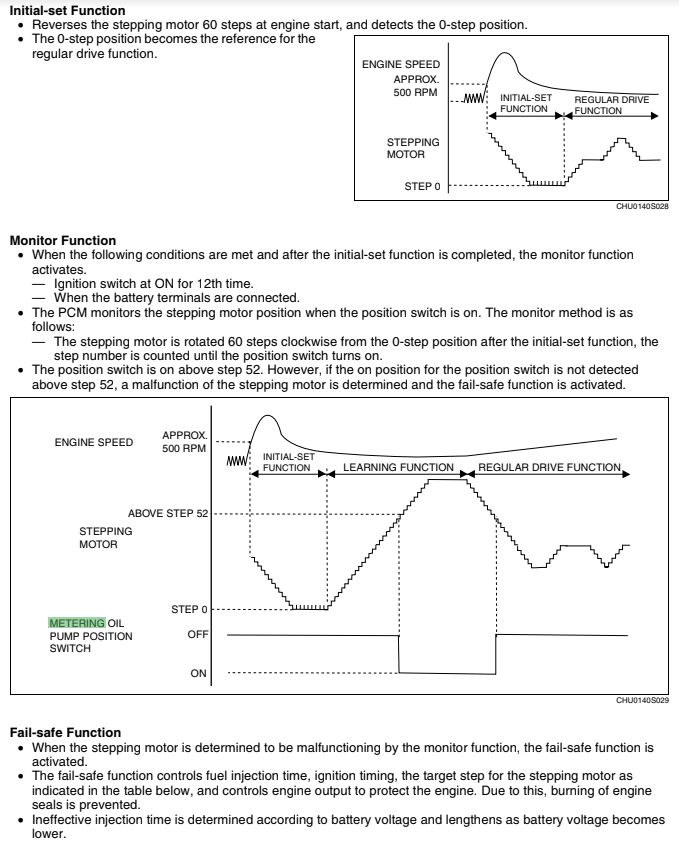 Initial-set Function
• Reverses the stepping motor 60 steps at engine start, and detects the 0-step position.
• The 0-step position becomes the reference for the
regular drive function.
ENGINE SPEED
APPROX.
500 RPM
INITIAL-SET
FUNCTION
REGULAR DRIVE
FUNCTION
STEPPING
MOTOR
STEP 0
CHU0140S028
Monitor Function
• When the following conditions are met and after the initial-set function is completed, the monitor function
activates.
— Ignition switch at ON for 12th time.
— When the battery terminals are connected.
• The PCM monitors the stepping motor position when the position switch is on. The monitor method is as
follows:
— The stepping motor is rotated 60 steps clockwise from the 0-step position after the initial-set function, the
step number is counted until the position switch turns on.
• The position switch is on above step 52. However, if the on position for the position switch is not detected
above step 52, a malfunction of the stepping motor is determined and the fail-safe function is activated.
ENGINE SPEED
APPROX.
500 RPM
INITIAL-SET
FUNCTION
LEARNING FUNCTION
REGULAR DRIVE FUNCTION
ABOVE STEP 52
STEPPING
MOTOR
STEP 0
METERING OIL
PUMP POSITION
SWITCH
OFF
ON
CHU0140S029
Fail-safe Function
• When the stepping motor is determined to be malfunctioning by the monitor function, the fail-safe function is
activated.
• The fail-safe function controls fuel injection time, ignition timing, the target step for the stepping motor as
indicated in the table below, and controls engine output to protect the engine. Due to this, burning of engine
seals is prevented.
• Ineffective injection time is determined according to battery voltage and lengthens as battery voltage becomes
lower.